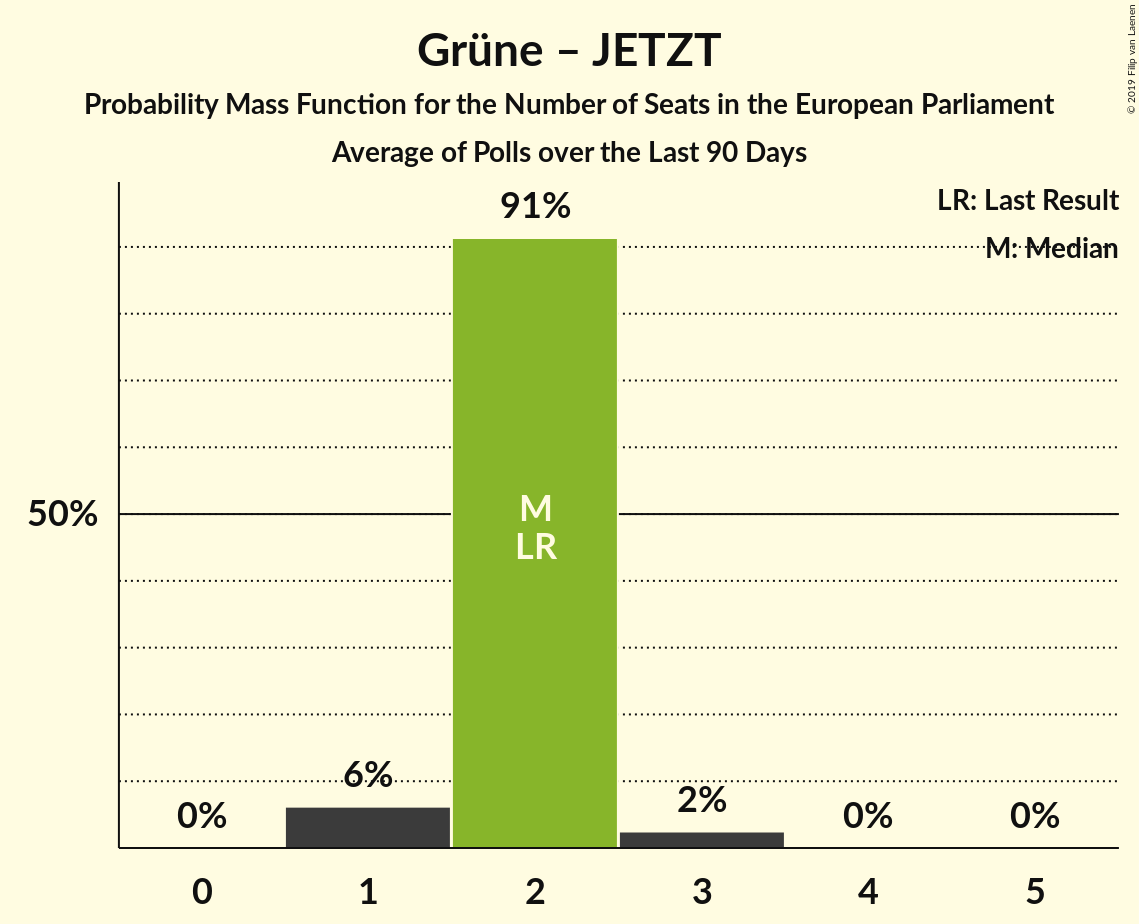 Grüne – JETZT
Probability Mass Function for the Number of Seats in the European Parliament
Average of Polls over the Last 90 Days
© 2019 Filip van Laenen
LR: Last Result
M: Median
91%
50%
M
LR
6%
2%
0%
0%
0%
0
1
2
3
4
5